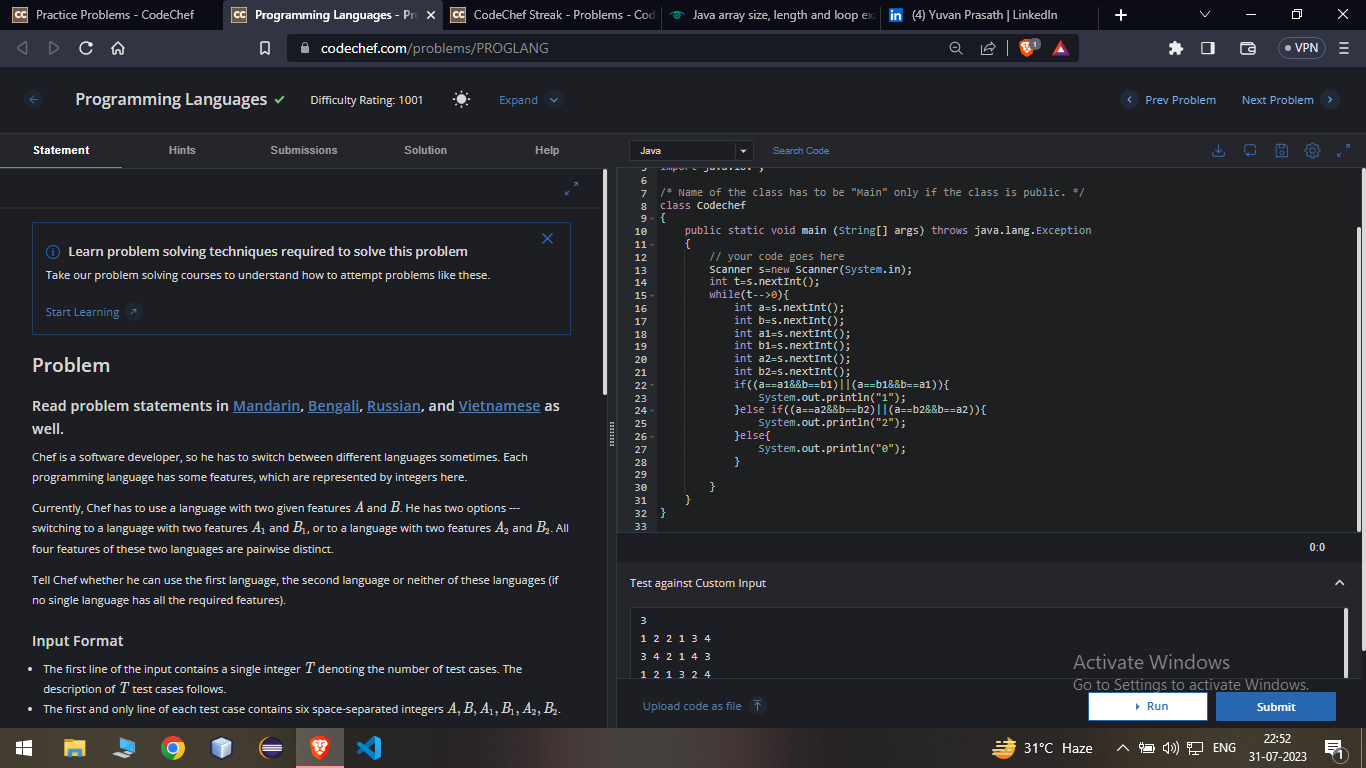 Practice Problems - CodeChef
Programming Languages - Pr
CodeChef Streak - Problems - Cod
Java array size, length and loop exa
(4) Yuvan Prasath | LinkedIn
codechef.com/problems/PROGLANG
1
VPN
Programming Languages
Difficulty Rating: 1001
Expand
Prev Problem
Next Problem
Statement
Hints
Submissions
Solution
Help
Java
Search Code
Learn problem solving techniques required to solve this problem
Take our problem solving courses to understand how to attempt problems like these.
Start Learning
Problem
Read problem statements in Mandarin, Bengali, Russian, and Vietnamese as
well.
Chef is a software developer, so he has to switch between different languages sometimes. Each
programming language has some features, which are represented by integers here.
Currently, Chef has to use a language with two given features A and B. He has two options ---
switching to a language with two features A₁ and B₁, or to a language with two features A₂ and B₂. All
four features of these two languages are pairwise distinct.
Tell Chef whether he can use the first language, the second language or neither of these languages (if
no single language has all the required features).
Input Format
• The first line of the input contains a single integer T denoting the number of test cases. The
description of T test cases follows.
• The first and only line of each test case contains six space-separated integers A, B, A₁, B₁, A₂, B₂.
6
7 /* Name of the class has to be "Main" only if the class is public. */
8 class Codechef
9 {
10 public static void main (String[] args) throws java.lang.Exception
11 {
12 // your code goes here
13 Scanner s=new Scanner(System.in);
14 int t=s.nextInt();
15 while(t-->0){
16 int a=s.nextInt();
17 int b=s.nextInt();
18 int a1=s.nextInt();
19 int b1=s.nextInt();
20 int a2=s.nextInt();
21 int b2=s.nextInt();
22 if((a==a1&&b==b1)||(a==b1&&b==a1)){
23 System.out.println("1");
24 }else if((a==a2&&b==b2)||(a==b2&&b==a2)){
25 System.out.println("2");
26 }else{
27 System.out.println("0");
28 }
29
30 }
31 }
32 }
33
0:0
Test against Custom Input
3
1 2 2 1 3 4
3 4 2 1 4 3
1 2 1 3 2 4
Activate Windows
Go to Settings to activate Windows.
Upload code as file
Run
Submit
31°C Haze
ENG
22:52
31-07-2023
1